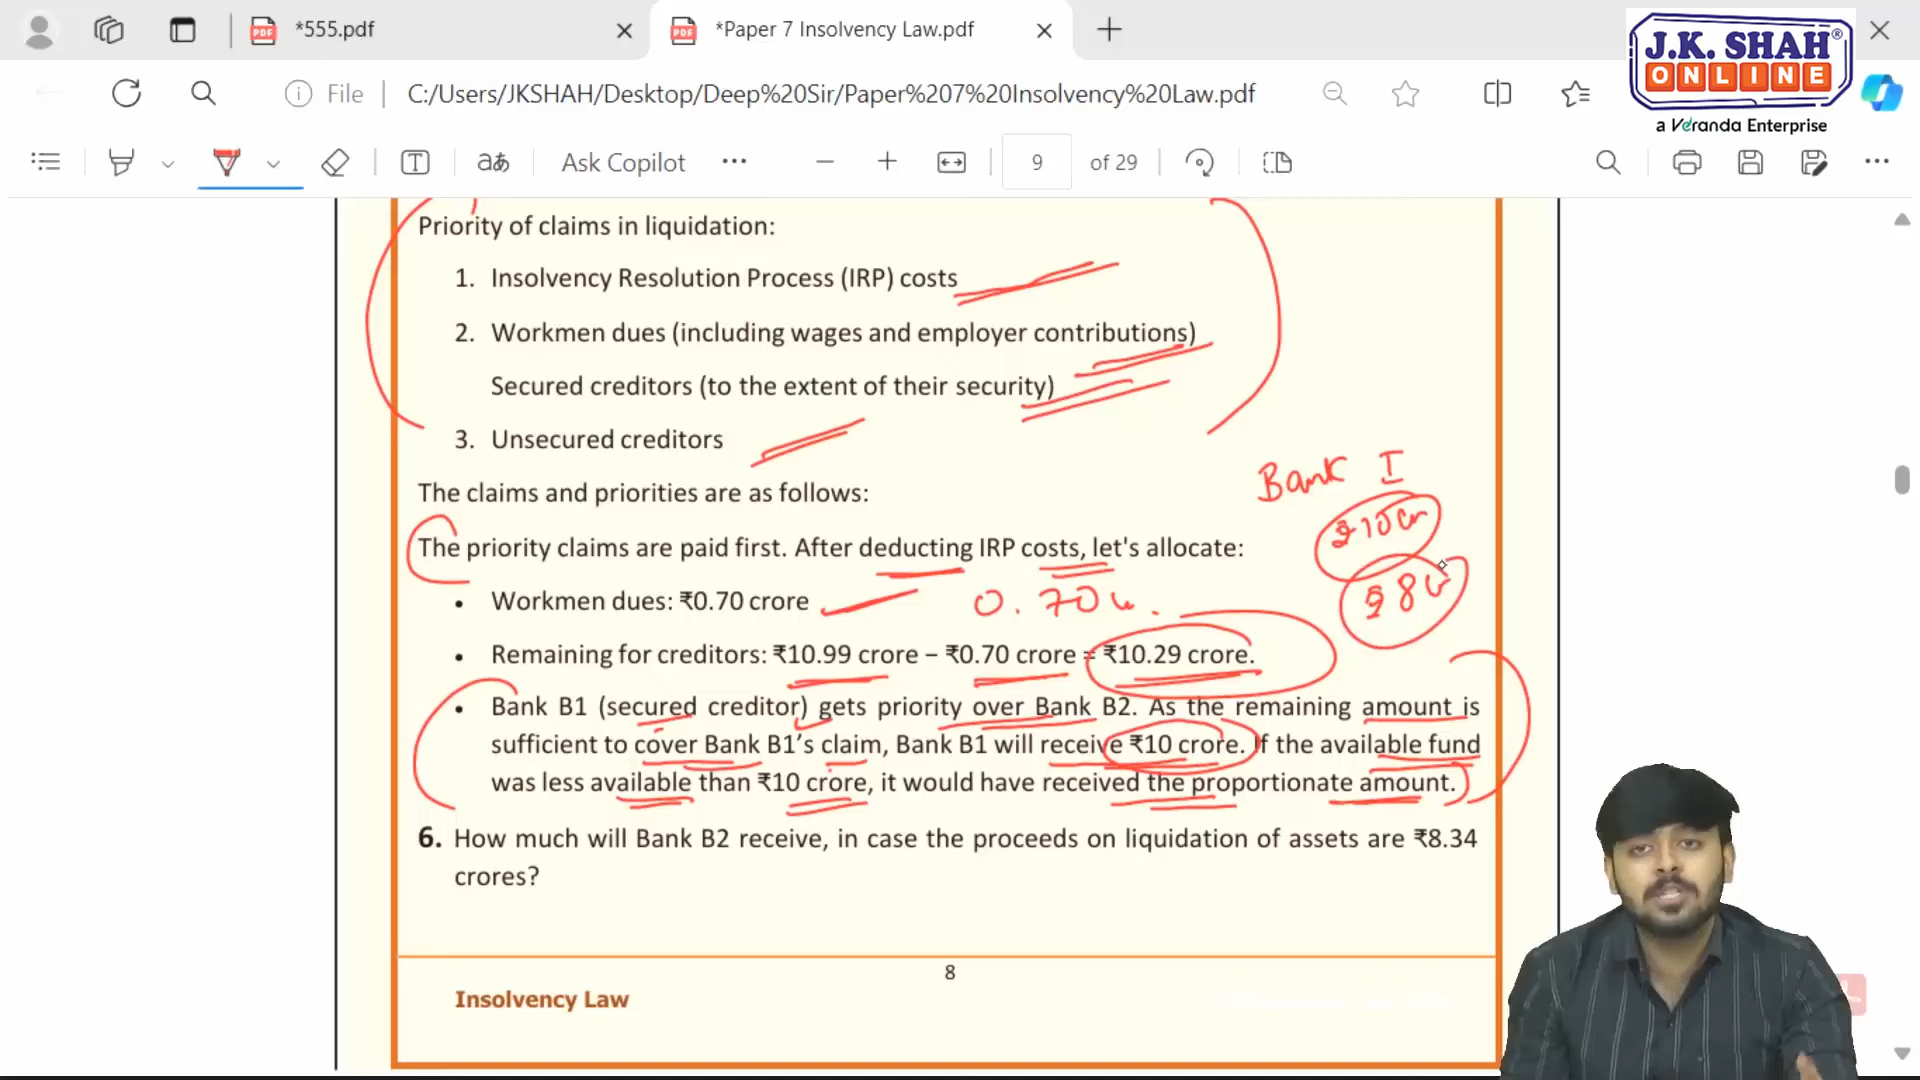 *555.pdf
*Paper 7 Insolvency Law.pdf
J.K. SHAH®
ONLINE
a Veranda Enterprise
File
C:/Users/JKSHAH/Desktop/Deep%20Sir/Paper%207%20Insolvency%20Law.pdf
Ask Copilot
9 of 29
Priority of claims in liquidation:
1. Insolvency Resolution Process (IRP) costs
2. Workmen dues (including wages and employer contributions)
Secured creditors (to the extent of their security)
3. Unsecured creditors
Bank I
The claims and priorities are as follows:
₹10cr
The priority claims are paid first. After deducting IRP costs, let's allocate:
₹8cr
• Workmen dues: ₹0.70 crore
0.70cr.
• Remaining for creditors: ₹10.99 crore – ₹0.70 crore = ₹10.29 crore.
• Bank B1 (secured creditor) gets priority over Bank B2. As the remaining amount is
sufficient to cover Bank B1’s claim, Bank B1 will receive ₹10 crore. If the available fund
was less available than ₹10 crore, it would have received the proportionate amount.
6. How much will Bank B2 receive, in case the proceeds on liquidation of assets are ₹8.34
crores?
8
Insolvency Law